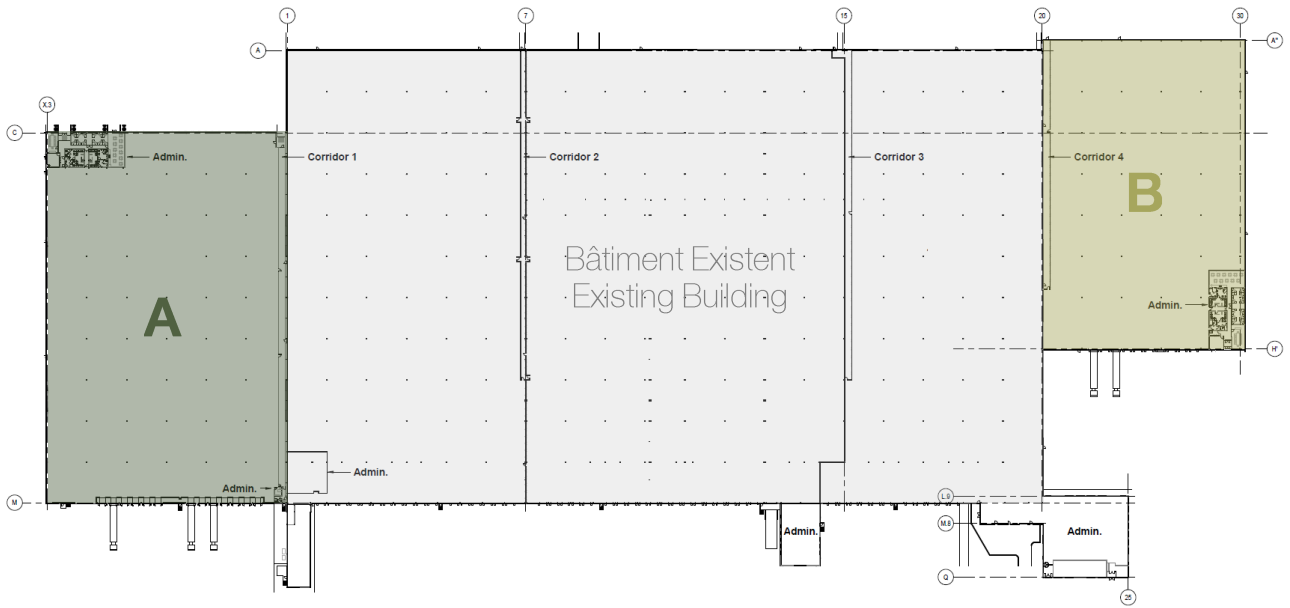 1
7
15
20
30
A
A"
X.3
C
Admin.
Corridor 1
Corridor 2
Corridor 3
Corridor 4
B
Bâtiment Existent
Existing Building
A
Admin.
H'
Admin.
Admin.
M
L.9
M.8
Admin.
Admin.
Q
25